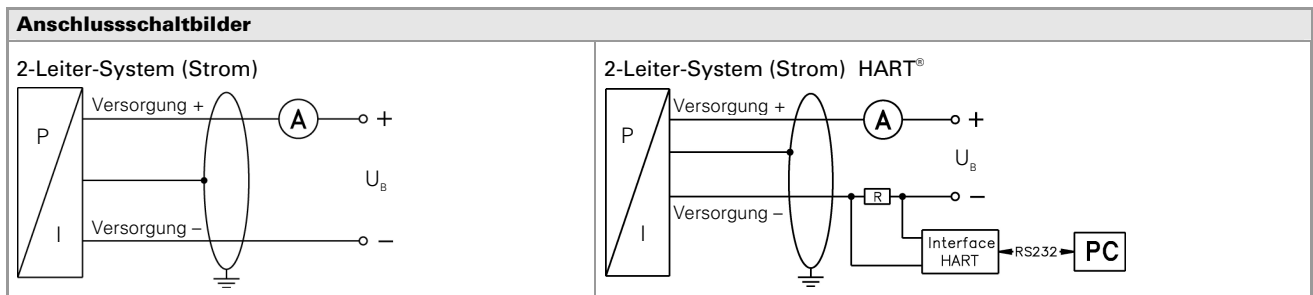 Anschlussschaltbilder
2-Leiter-System (Strom)
Versorgung +
A
+
P
U_B
I
Versorgung –
–
2-Leiter-System (Strom) HART®
Versorgung +
A
+
P
U_B
R
–
Versorgung –
I
Interface
HART
RS232
PC